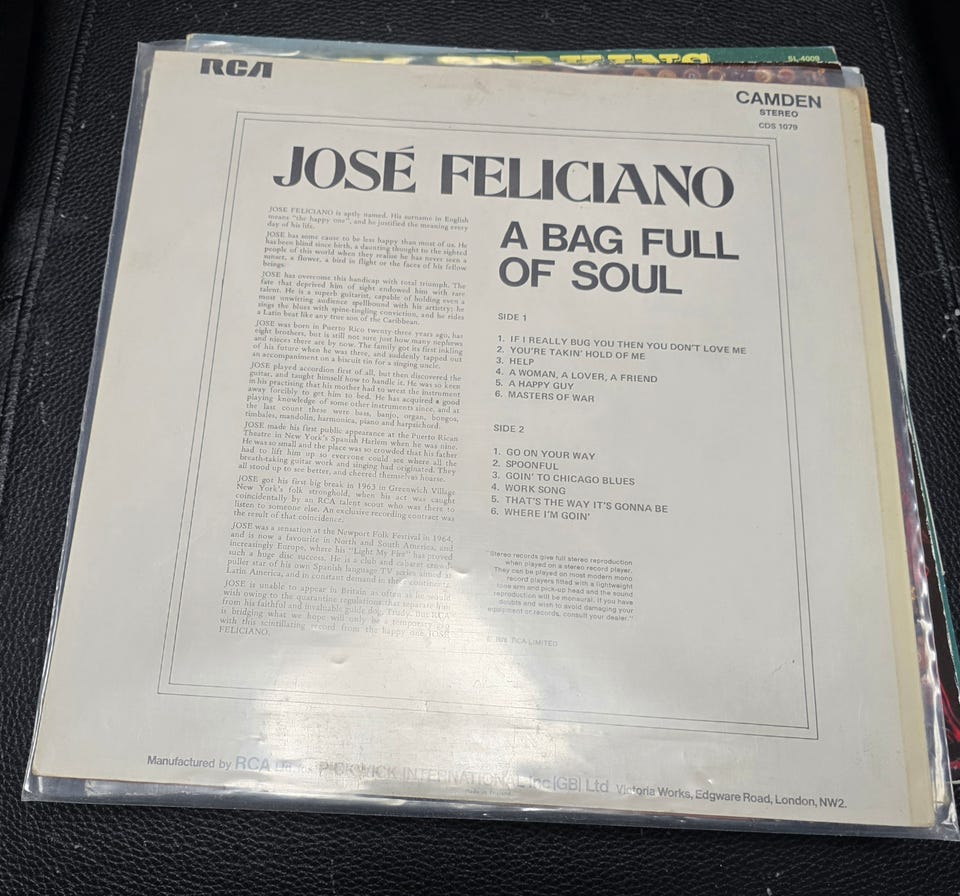 SL-4009
RCA
CAMDEN
STEREO
CDS 1079
JOSÉ FELICIANO
JOSE FELICIANO is aptly named. His surname in English
means "the happy one", and he justified the meaning every
day of his life.
JOSE has some cause to be less happy than most of us. He
has been blind since birth, a daunting thought to the sighted
people of this world when they realise he has never seen a
sunset, a flower, a bird in flight or the faces of his fellow
beings.
JOSE has overcome this handicap with total triumph. The
fate that deprived him of sight endowed him with rare
talent. He is a superb guitarist, capable of holding even a
most unwitting audience spellbound with his artistry; he
sings the blues with spine-tingling conviction, and he rides
a Latin beat like any true son of the Caribbean.
JOSE was born in Puerto Rico twenty-three years ago, has
eight brothers, but is still not sure just how many nephews
and nieces there are by now. The family got its first inkling
of his future when he was three, and suddenly tapped out
an accompaniment on a biscuit tin for a singing uncle.
JOSE played accordion first of all, but then discovered the
guitar, and taught himself how to handle it. He was so keen
in his practising that his mother had to wrest the instrument
away forcibly to get him to bed. He has acquired a good
playing knowledge of some other instruments since, and at
the last count these were bass, banjo, organ, bongos,
timbales, mandolin, harmonica, piano and harpsichord.
JOSE made his first public appearance at the Puerto Rican
Theatre in New York's Spanish Harlem when he was nine.
He was so small and the place was so crowded that his father
had to lift him up so everyone could see where all the
breath-taking guitar work and singing had originated. They
all stood up to see better, and cheered themselves hoarse.
JOSE got his first big break in 1963 in Greenwich Village
New York's folk stronghold, when his act was caught
coincidentally by an RCA talent scout who was there to
listen to someone else. An exclusive recording contract was
the result of that coincidence.
JOSE was a sensation at the Newport Folk Festival in 1964,
and is now a favourite in North and South America, and
increasingly Europe, where his "Light My Fire" has proved
such a huge disc success. He is a club and cabaret crowd
puller star of his own Spanish language TV series aimed at
Latin America, and in constant demand in the continent.
JOSE is unable to appear in Britain as often as he would
wish owing to the quarantine regulations that separate him
from his faithful and invaluable guide dog, Trudy, but RCA
is bridging what we hope will only be a temporary gap
with this scintillating record from the happy one JOSE
FELICIANO.
A BAG FULL
OF SOUL
SIDE 1
1. IF I REALLY BUG YOU THEN YOU DON'T LOVE ME
2. YOU'RE TAKIN' HOLD OF ME
3. HELP
4. A WOMAN, A LOVER, A FRIEND
5. A HAPPY GUY
6. MASTERS OF WAR
SIDE 2
1. GO ON YOUR WAY
2. SPOONFUL
3. GOIN' TO CHICAGO BLUES
4. WORK SONG
5. THAT'S THE WAY IT'S GONNA BE
6. WHERE I'M GOIN'
"Stereo records give full stereo reproduction
when played on a stereo record player.
They can be played on most modern mono
record players fitted with a lightweight
tone arm and pick-up head and the sound
reproduction will be monaural. If you have
doubts and wish to avoid damaging your
equipment or records, consult your dealer."
RCA LIMITED
Manufactured by RCA Ltd. for PICKWICK INTERNATIONAL Inc (GB) Ltd Victoria Works, Edgware Road, London, NW2.
Made in England